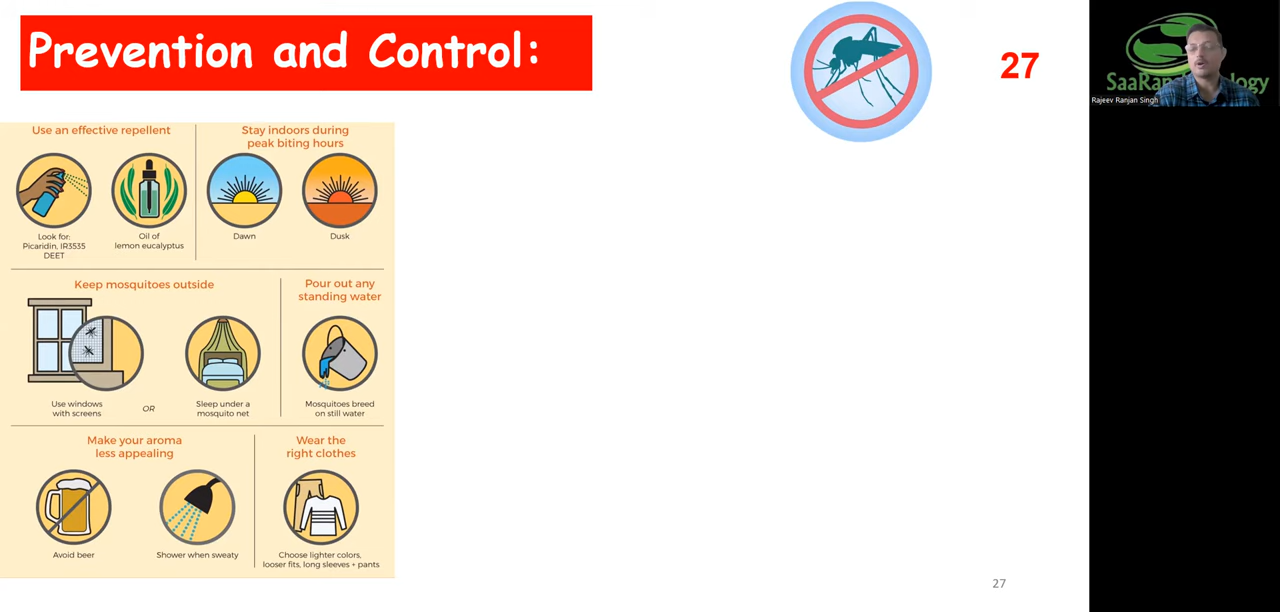 Prevention and Control:
27
SaaRan
logy
Rajeev Ranjan Singh
Use an effective repellent
Look for:
Picaridin, IR3535
DEET
Oil of
lemon eucalyptus
Stay indoors during
peak biting hours
Dawn
Dusk
Keep mosquitoes outside
Use windows
with screens
OR
Sleep under a
mosquito net
Pour out any
standing water
Mosquitoes breed
on still water
Make your aroma
less appealing
Avoid beer
Shower when sweaty
Wear the
right clothes
Choose lighter colors,
looser fits, long sleeves + pants
27